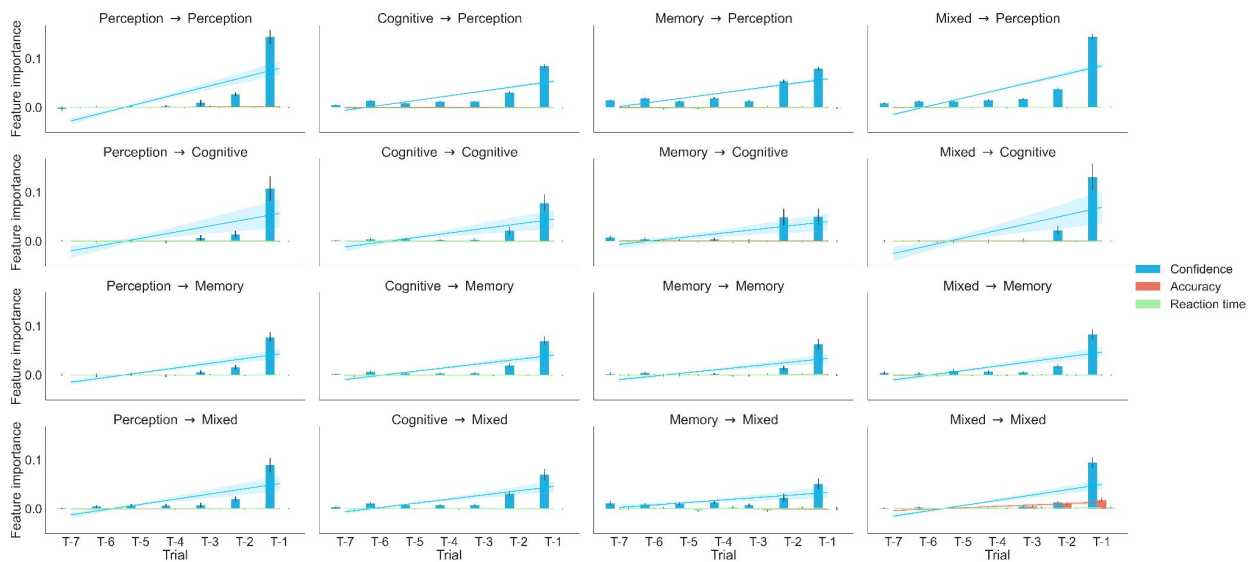 Perception → Perception
Cognitive → Perception
Memory → Perception
Mixed → Perception
Feature importance
0.1
0.0
Perception → Cognitive
Cognitive → Cognitive
Memory → Cognitive
Mixed → Cognitive
Feature importance
0.1
0.0
Confidence
Accuracy
Reaction time
Perception → Memory
Cognitive → Memory
Memory → Memory
Mixed → Memory
Feature importance
0.1
0.0
Perception → Mixed
Cognitive → Mixed
Memory → Mixed
Mixed → Mixed
Feature importance
0.1
0.0
T-7 T-6 T-5 T-4 T-3 T-2 T-1
Trial
T-7 T-6 T-5 T-4 T-3 T-2 T-1
Trial
T-7 T-6 T-5 T-4 T-3 T-2 T-1
Trial
T-7 T-6 T-5 T-4 T-3 T-2 T-1
Trial